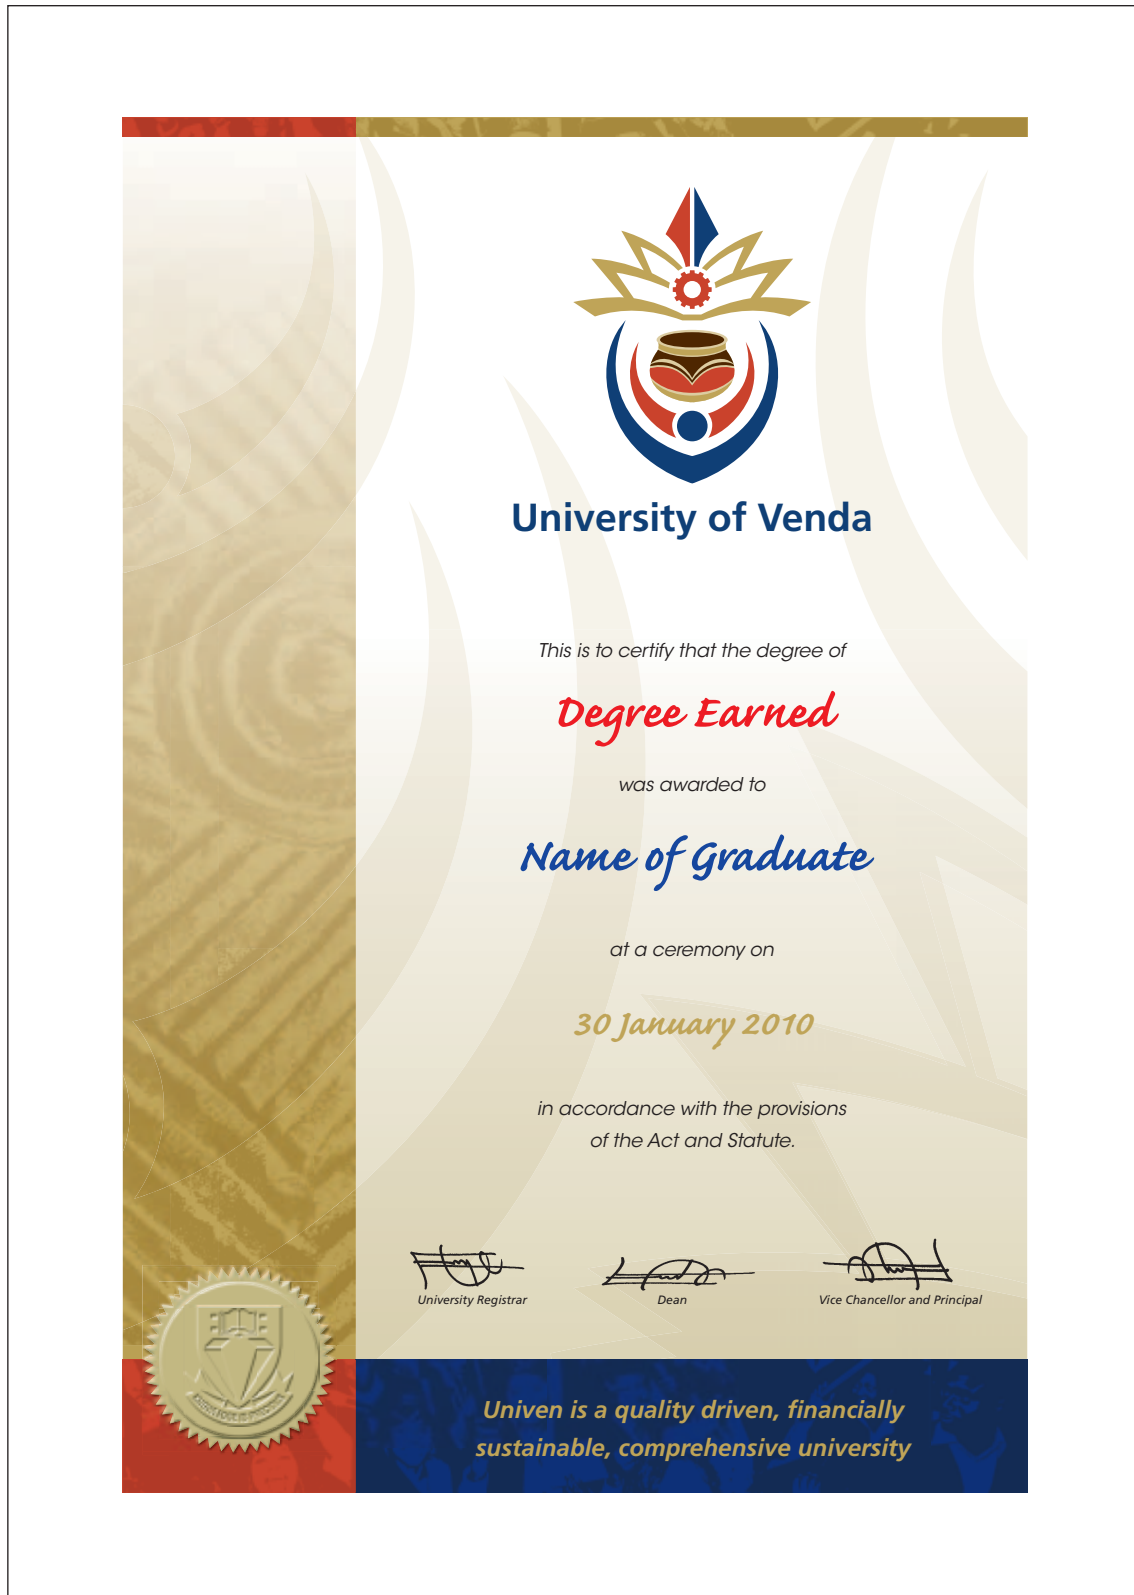 University of Venda
This is to certify that the degree of
Degree Earned
was awarded to
Name of Graduate
at a ceremony on
30 January 2010
in accordance with the provisions
of the Act and Statute.
University Registrar
Dean
Vice Chancellor and Principal
Univen is a quality driven, financially
sustainable, comprehensive university